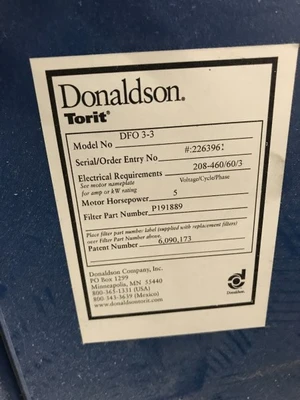 Donaldson.
Torit®
Model No DFO 3-3
Serial/Order Entry No #:226396
Electrical Requirements 208-460/60/3
See motor nameplate Voltage/Cycle/Phase
for amp or kW rating
Motor Horsepower 5
Filter Part Number P191889
Place filter part number label (supplied with replacement filters)
over Filter Part Number above.
Patent Number 6,090,173
Donaldson Company, Inc.
PO Box 1299
Minneapolis, MN 55440
800-365-1331 (USA)
800-343-3639 (Mexico)
www.donaldsontorit.com
Donaldson.